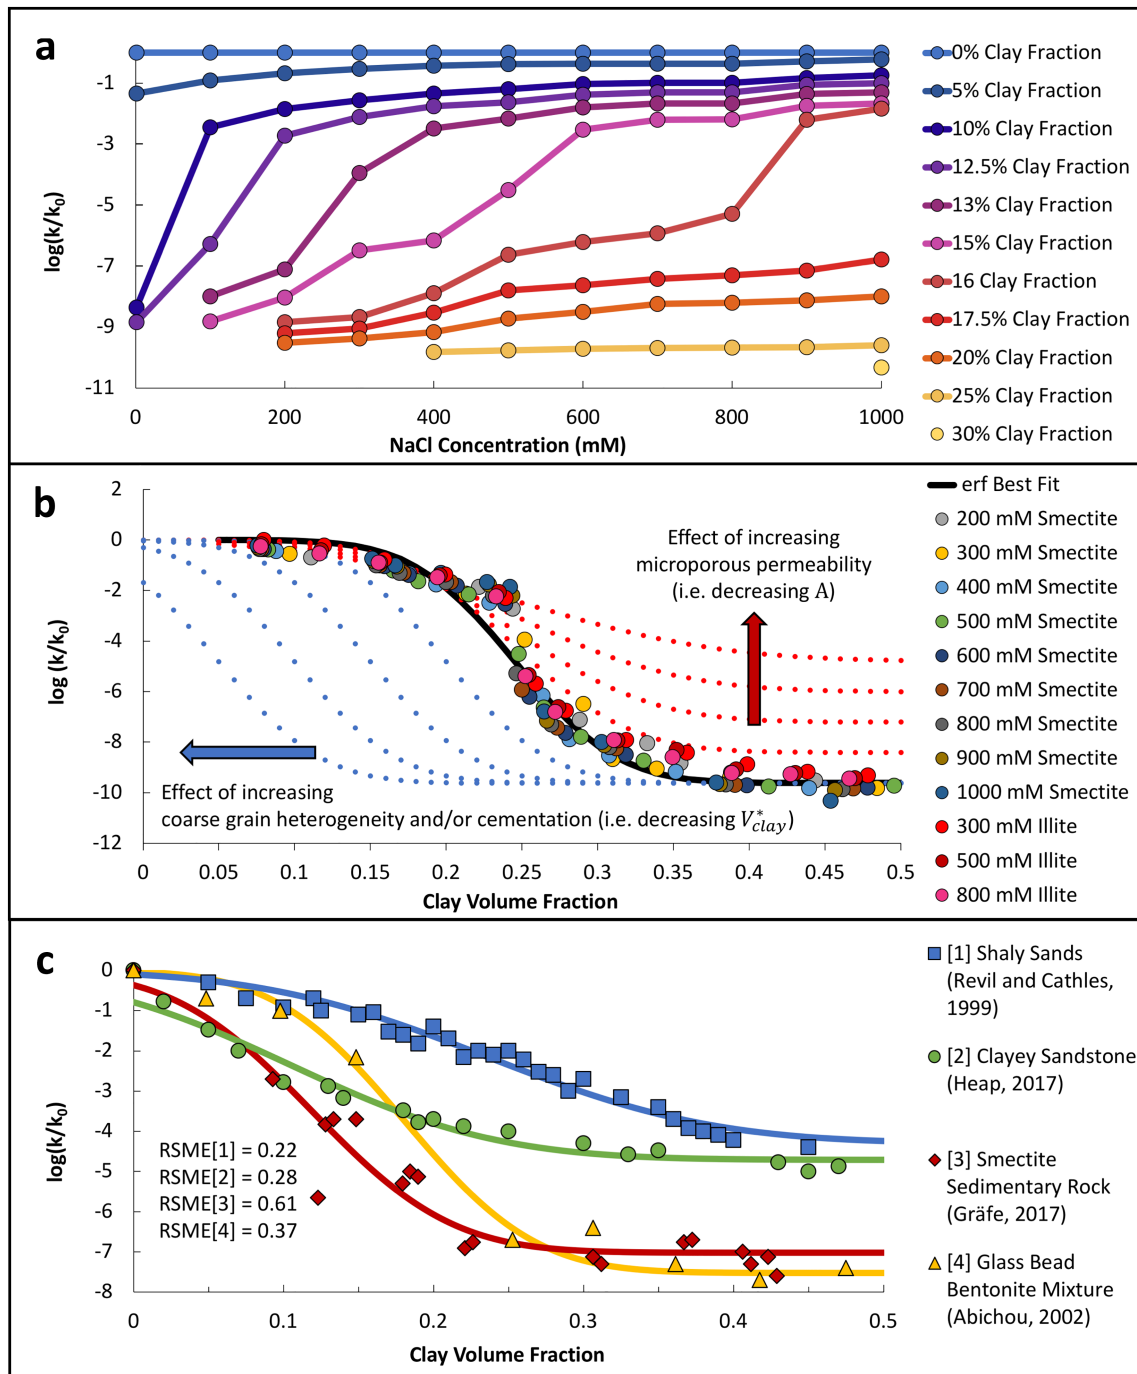 a
log(k/k0)
-1
-3
-5
-7
-9
-11
0
200
400
600
800
1000
NaCl Concentration (mM)
0% Clay Fraction
5% Clay Fraction
10% Clay Fraction
12.5% Clay Fraction
13% Clay Fraction
15% Clay Fraction
16 Clay Fraction
17.5% Clay Fraction
20% Clay Fraction
25% Clay Fraction
30% Clay Fraction
b
log (k/k0)
2
0
-2
-4
-6
-8
-10
-12
0
0.05
0.1
0.15
0.2
0.25
0.3
0.35
0.4
0.45
0.5
Clay Volume Fraction
Effect of increasing
microporous permeability
(i.e. decreasing A)
Effect of increasing
coarse grain heterogeneity and/or cementation (i.e. decreasing V*clay)
erf Best Fit
200 mM Smectite
300 mM Smectite
400 mM Smectite
500 mM Smectite
600 mM Smectite
700 mM Smectite
800 mM Smectite
900 mM Smectite
1000 mM Smectite
300 mM Illite
500 mM Illite
800 mM Illite
c
log(k/k0)
0
-1
-2
-3
-4
-5
-6
-7
-8
0
0.1
0.2
0.3
0.4
0.5
Clay Volume Fraction
RSME[1] = 0.22
RSME[2] = 0.28
RSME[3] = 0.61
RSME[4] = 0.37
[1] Shaly Sands
(Revil and Cathles,
1999)
[2] Clayey Sandstone
(Heap, 2017)
[3] Smectite
Sedimentary Rock
(Gräfe, 2017)
[4] Glass Bead
Bentonite Mixture
(Abichou, 2002)